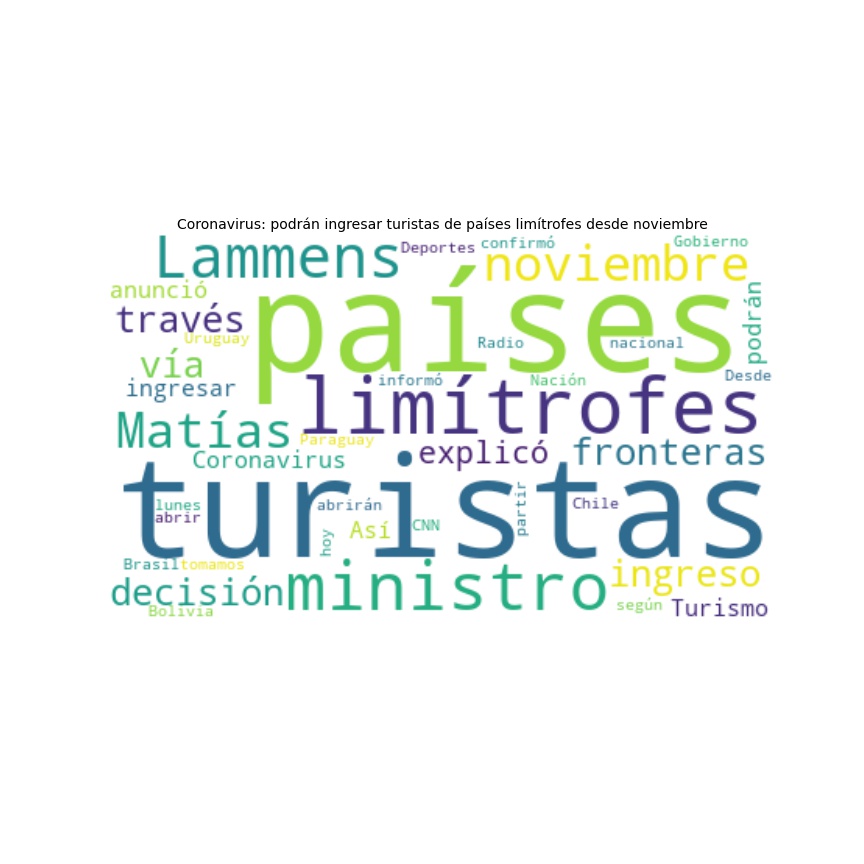 Coronavirus: podrán ingresar turistas de países limítrofes desde noviembre
Lammens
Deportes
confirmó
Gobierno
noviembre
anunció
países
podrán
través
Uruguay
Radio
nacional
vía
ingresar
informó
Nación
Desde
limítrofes
Matías
Paraguay
explicó
fronteras
Coronavirus
turistas
lunes
abrir
abrirán
partir
Chile
hoy
Así
CNN
Brasil
tomamos
decisión
ministro
ingreso
Bolivia
según
Turismo